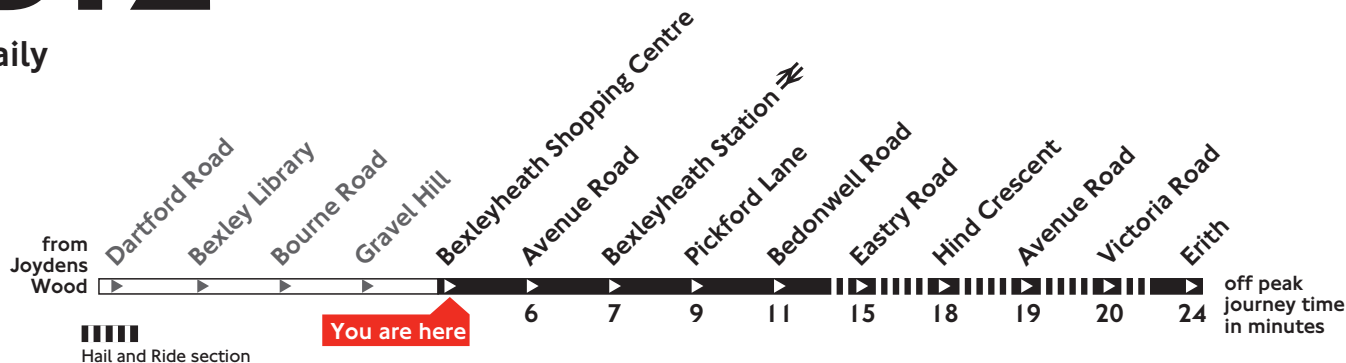 from
Joydens
Wood
Dartford Road
Bexley Library
Bourne Road
Gravel Hill
Bexleyheath Shopping Centre
Avenue Road
Bexleyheath Station
Pickford Lane
Bedonwell Road
Eastry Road
Hind Crescent
Avenue Road
Victoria Road
Erith
You are here
6 7 9 11 15 18 19 20 24
off peak
journey time
in minutes
Hail and Ride section